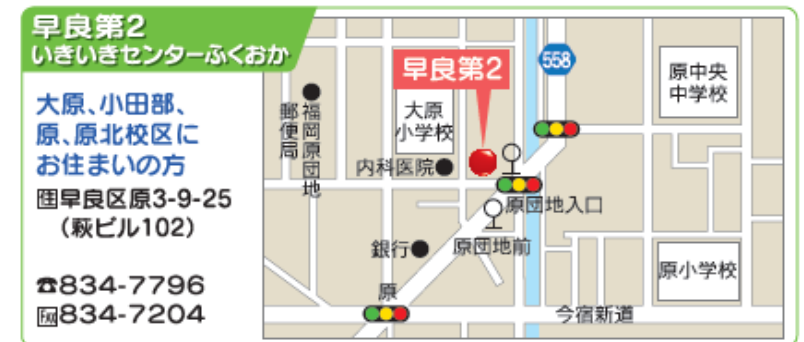 早良第2
いきいきセンターふくおか
大原、小田部、
原、原北校区に
お住まいの方
住早良区原3-9-25
（萩ビル102）
☎834-7796
FAX834-7204
早良第2
558
原中央
中学校
大原
小学校
福岡原団地
郵便局
内科医院
原団地入口
原団地前
銀行
原小学校
原
今宿新道